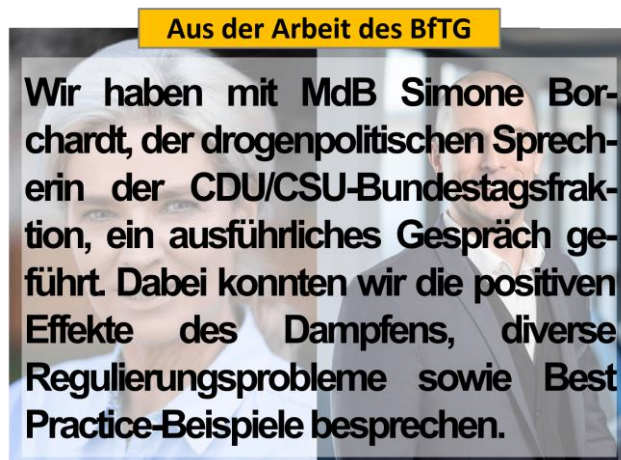 Aus der Arbeit des BfTG
Wir haben mit MdB Simone Bor-
chardt, der drogenpolitischen Sprech-
erin der CDU/CSU-Bundestagsfrak-
tion, ein ausführliches Gespräch ge-
führt. Dabei konnten wir die positiven
Effekte des Dampfens, diverse
Regulierungsprobleme sowie Best
Practice-Beispiele besprechen.